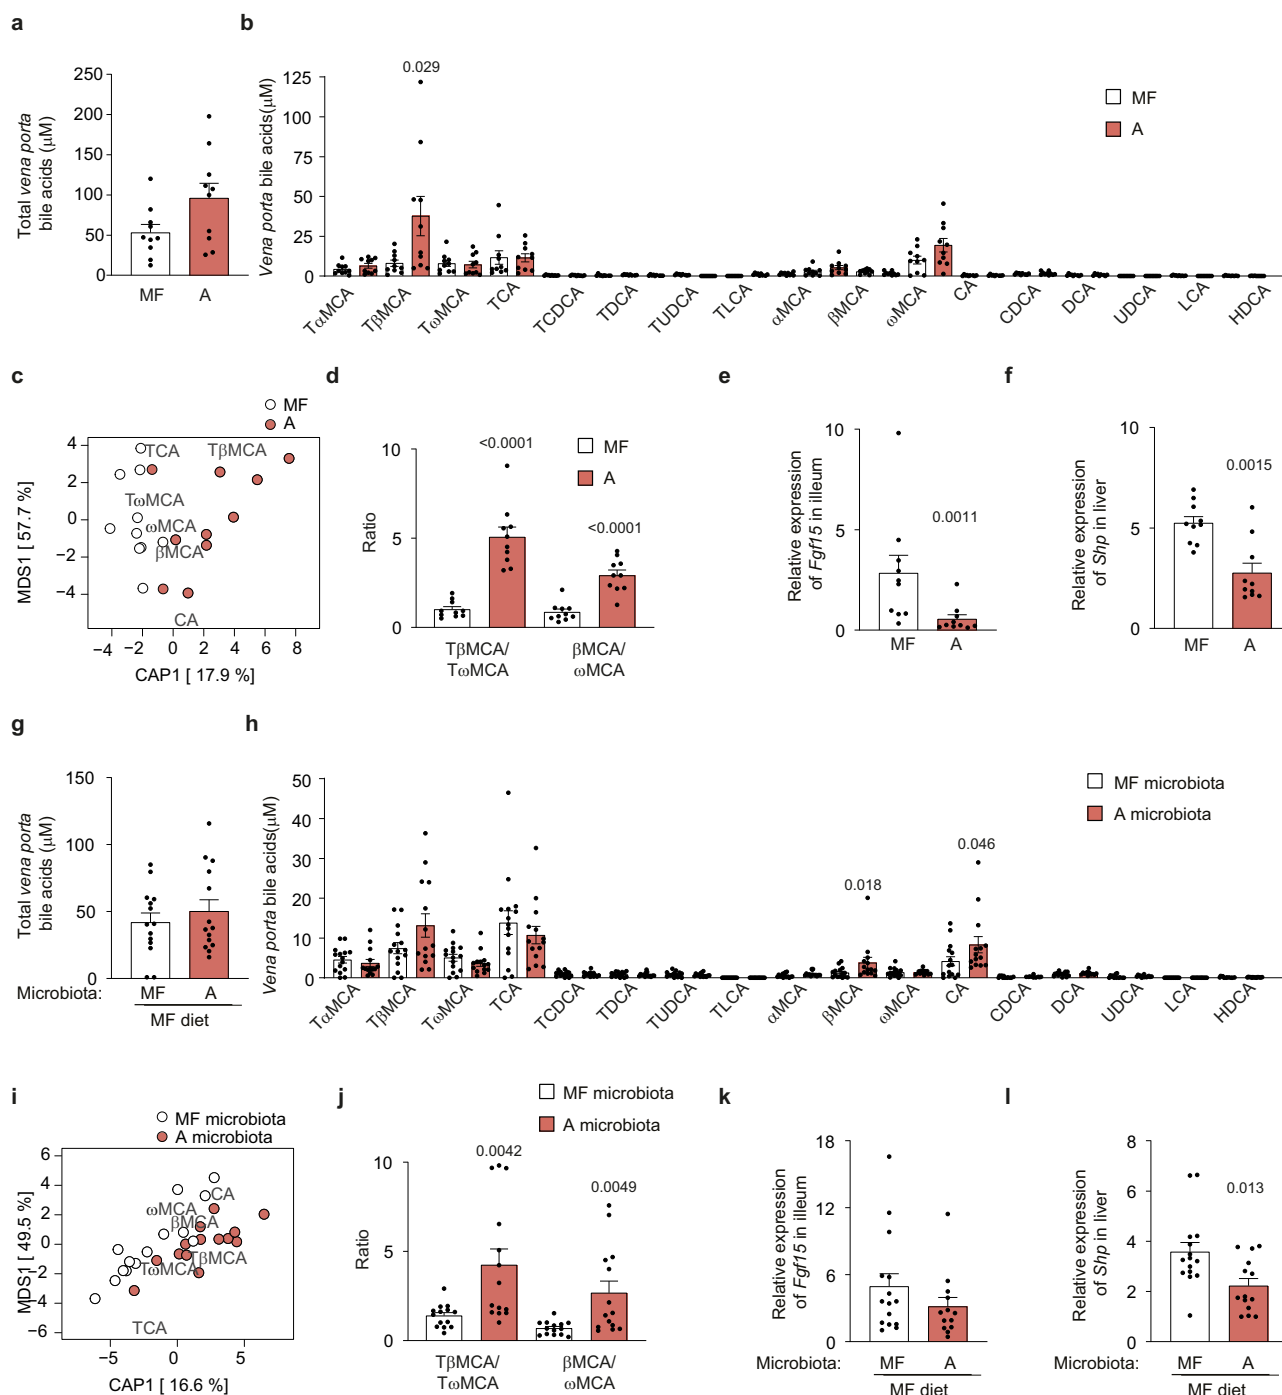 a
Total vena porta
bile acids (μM)
250
200
150
100
50
0
MF
A
b
Vena porta bile acids(μM)
125
100
75
50
25
0
0.029
MF
A
TαMCA
TβMCA
TωMCA
TCA
TCDCA
TDCA
TUDCA
TLCA
αMCA
βMCA
ωMCA
CA
CDCA
DCA
UDCA
LCA
HDCA
c
MF
A
MDS1 [ 57.7 %]
4
2
0
−2
−4
TCA
TβMCA
TωMCA
ωMCA
βMCA
CA
−4
−2
0
2
4
6
8
CAP1 [ 17.9 %]
d
Ratio
10
5
0
<0.0001
<0.0001
MF
A
TβMCA/
TωMCA
βMCA/
ωMCA
e
Relative expression
of Fgf15 in illeum
10
5
0
0.0011
MF
A
f
Relative expression
of Shp in liver
10
5
0
0.0015
MF
A
g
Total vena porta
bile acids (μM)
150
100
50
0
Microbiota:
MF
A
MF diet
h
Vena porta bile acids(μM)
50
40
30
20
10
0
0.018
0.046
MF microbiota
A microbiota
TαMCA
TβMCA
TωMCA
TCA
TCDCA
TDCA
TUDCA
TLCA
αMCA
βMCA
ωMCA
CA
CDCA
DCA
UDCA
LCA
HDCA
i
MF microbiota
A microbiota
MDS1 [ 49.5 %]
6
4
2
0
−2
−4
−6
CA
ωMCA
βMCA
TβMCA
TωMCA
TCA
−5
0
5
CAP1 [ 16.6 %]
j
MF microbiota
A microbiota
Ratio
10
5
0
0.0042
0.0049
TβMCA/
TωMCA
βMCA/
ωMCA
k
Relative expression
of Fgf15 in illeum
18
12
6
0
Microbiota:
MF
A
MF diet
l
Relative expression
of Shp in liver
8
6
4
2
0
0.013
Microbiota:
MF
A
MF diet